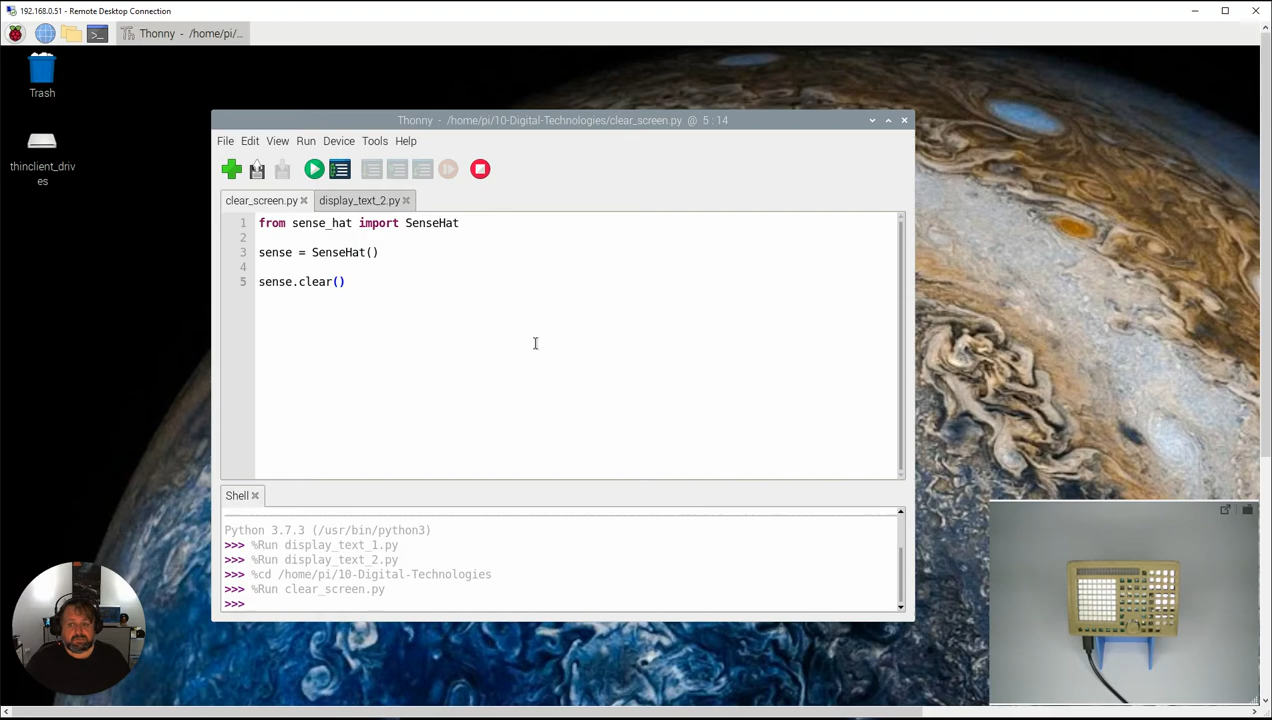 192.168.0.51 - Remote Desktop Connection
Thonny - /home/pi/...
Trash
thinclient_driv
es
Thonny - /home/pi/10-Digital-Technologies/clear_screen.py @ 5 : 14
File Edit View Run Device Tools Help
clear_screen.py display_text_2.py
1 from sense_hat import SenseHat
2
3 sense = SenseHat()
4
5 sense.clear()
Shell
Python 3.7.3 (/usr/bin/python3)
>>> %Run display_text_1.py
>>> %Run display_text_2.py
>>> %cd /home/pi/10-Digital-Technologies
>>> %Run clear_screen.py
>>>